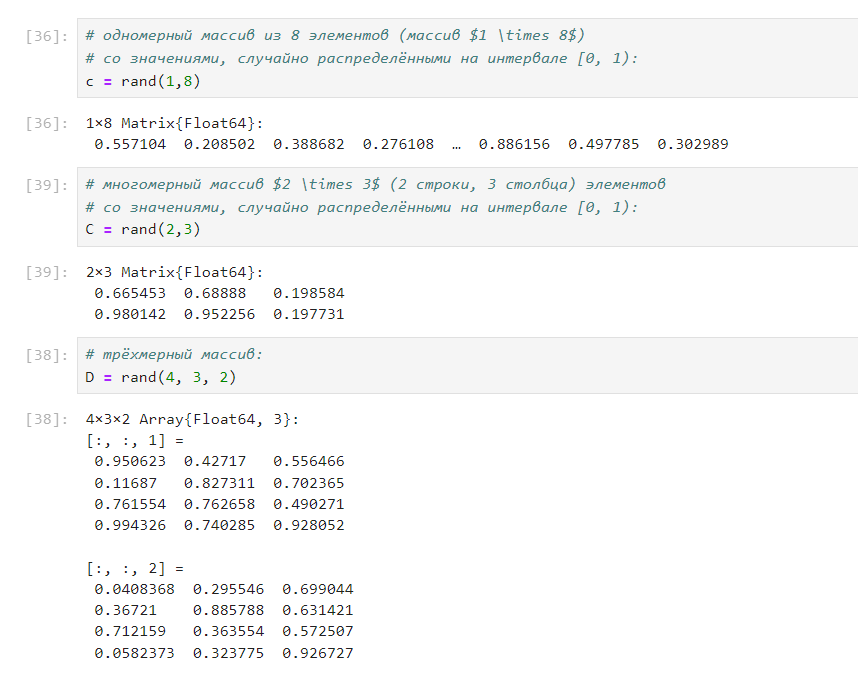 [36]: # одномерный массив из 8 элементов (массив $1 \times 8$)
# со значениями, случайно распределёнными на интервале [0, 1):
c = rand(1,8)
[36]: 1×8 Matrix{Float64}:
0.557104 0.208502 0.388682 0.276108 … 0.886156 0.497785 0.302989
[39]: # многомерный массив $2 \times 3$ (2 строки, 3 столбца) элементов
# со значениями, случайно распределёнными на интервале [0, 1):
C = rand(2,3)
[39]: 2×3 Matrix{Float64}:
0.665453 0.68888 0.198584
0.980142 0.952256 0.197731
[38]: # трёхмерный массив:
D = rand(4, 3, 2)
[38]: 4×3×2 Array{Float64, 3}:
[:, :, 1] =
0.950623 0.42717 0.556466
0.11687 0.827311 0.702365
0.761554 0.762658 0.490271
0.994326 0.740285 0.928052
[:, :, 2] =
0.0408368 0.295546 0.699044
0.36721 0.885788 0.631421
0.712159 0.363554 0.572507
0.0582373 0.323775 0.926727